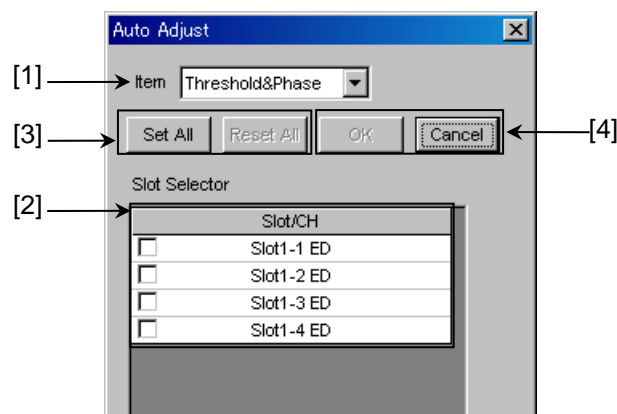 Auto Adjust
[1] Item Threshold&Phase
[3] Set All Reset All OK Cancel [4]
Slot Selector
[2] Slot/CH
Slot1-1 ED
Slot1-2 ED
Slot1-3 ED
Slot1-4 ED